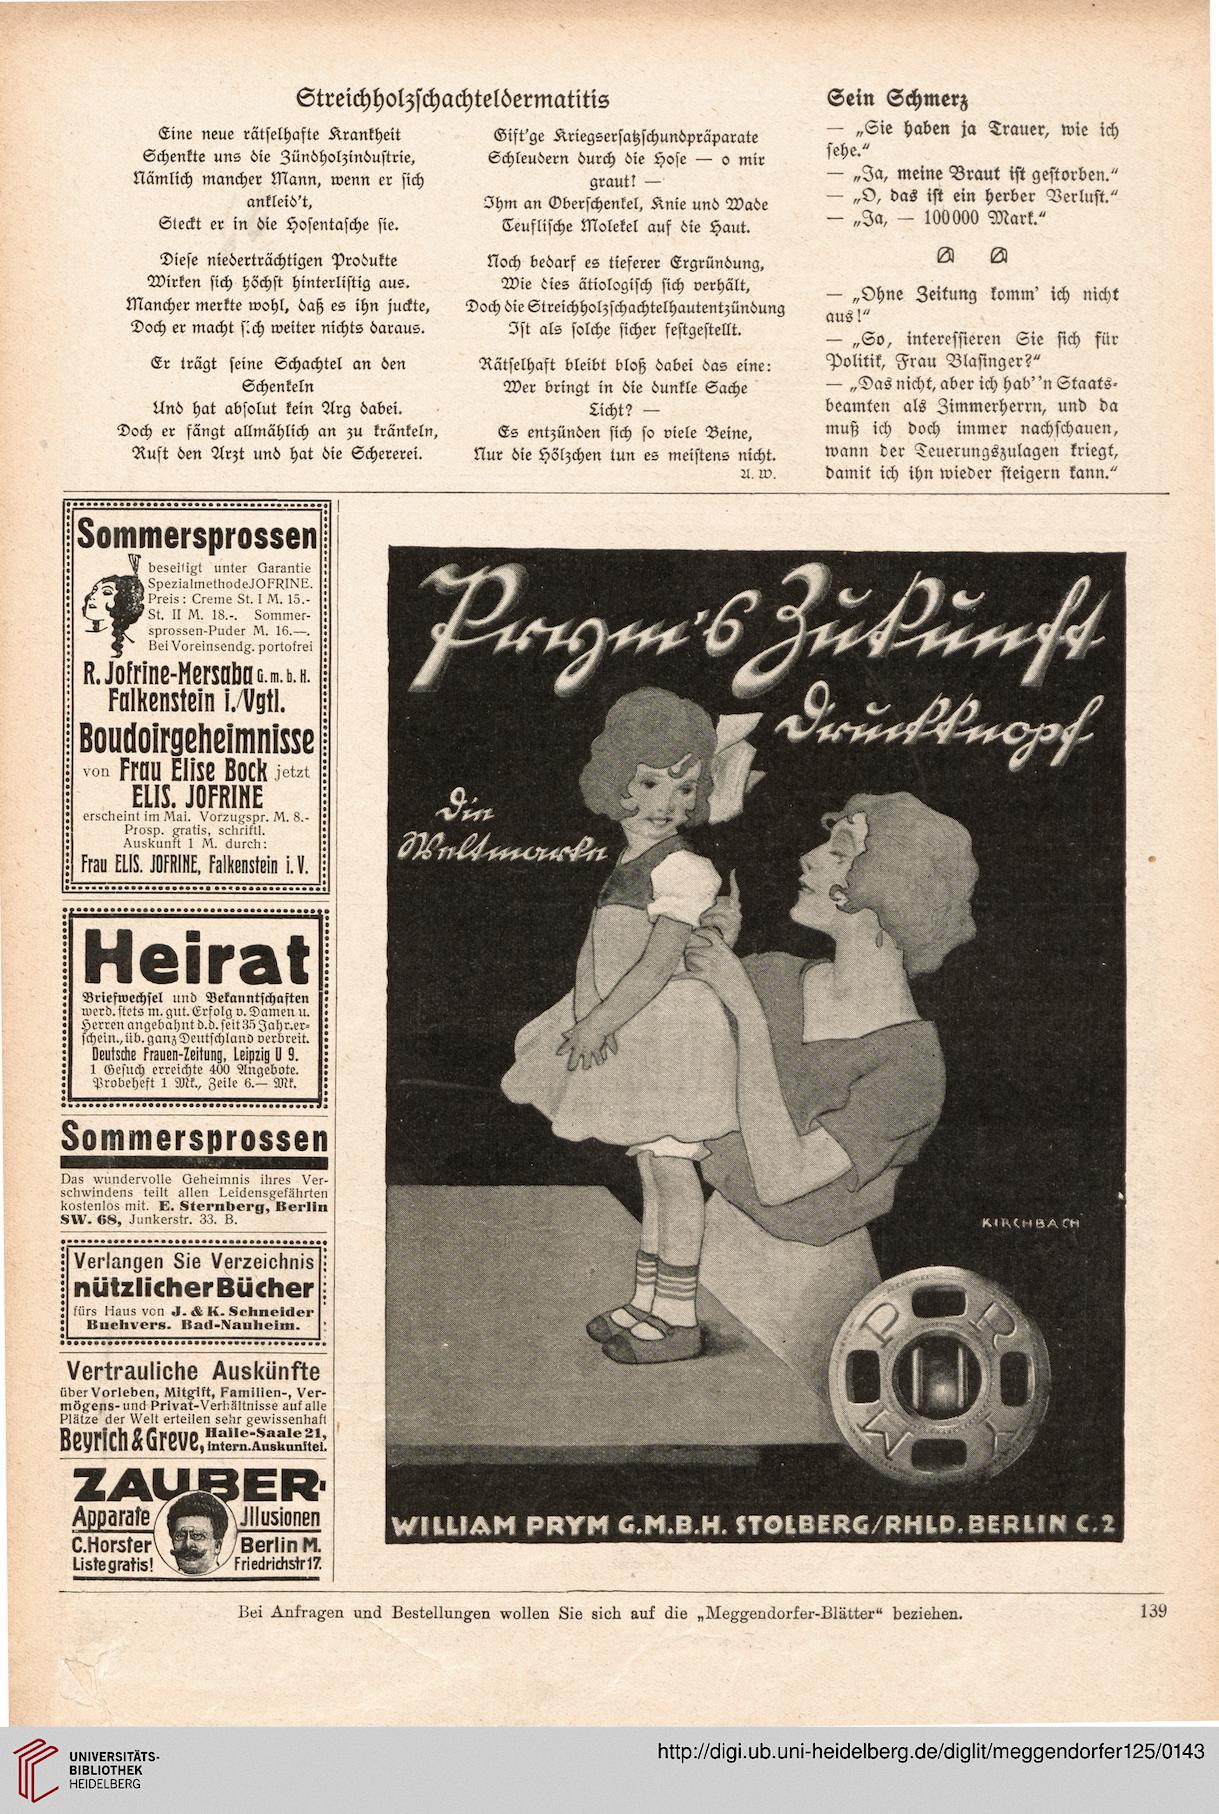 Streichholzschachteldermatitis
Eine neue rätselhafte Krankheit
Schenkte uns die Zündholzindustrie,
Nämlich mancher Mann, wenn er sich
ankleid't,
Steckt er in die Hosentasche sie.
Diese niederträchtigen Produkte
Wirken sich höchst hinterlistig aus.
Mancher merkte wohl, daß es ihn juckte,
Doch er macht sich weiter nichts daraus.
Er trägt seine Schachtel an den
Schenkeln
Und hat absolut kein Arg dabei.
Doch er fängt allmählich an zu kränkeln,
Ruft den Arzt und hat die Schererei.
Gift'ge Kriegsersatzschundpräparate
Schleudern durch die Hose — o mir
graut! —
Ihm an Oberschenkel, Knie und Wade
Teuflische Molekel auf die Haut.
Noch bedarf es tieferer Ergründung,
Wie dies ätiologisch sich verhält,
Doch die Streichholzschachtelhautentzündung
Ist als solche sicher festgestellt.
Rätselhaft bleibt bloß dabei das eine:
Wer bringt in die dunkle Sache
Licht? —
Es entzünden sich so viele Beine,
Nur die Hölzchen tun es meistens nicht.
A. W.
Sein Schmerz
— „Sie haben ja Trauer, wie ich
sehe.“
— „Ja, meine Braut ist gestorben.“
— „O, das ist ein herber Verlust.“
— „Ja, — 100000 Mark.“
— „Ohne Zeitung komm' ich nicht
aus!“
— „So, interessieren Sie sich für
Politik, Frau Blasinger?“
— „Das nicht, aber ich hab' 'n Staats-
beamten als Zimmerherrn, und da
muß ich doch immer nachschauen,
wann der Teuerungszulagen kriegt,
damit ich ihn wieder steigern kann.“
Sommersprossen
beseitigt unter Garantie
Spezialmethode JOFRINE.
Preis: Creme St. I M. 15.-
St. II M. 18.-. Sommer-
sprossen-Puder M. 16.—.
Bei Voreinsendg. portofrei
R. Jofrine-Mersaba G.m.b.H.
Falkenstein i./Vgtl.
Boudoirgeheimnisse
von Frau Elise Bock jetzt
ELIS. JOFRINE
erscheint im Mai. Vorzugspr. M. 8.-
Prosp. gratis, schriftl.
Auskunft 1 M. durch:
Frau ELIS. JOFRINE, Falkenstein i. V.
Heirat
Briefwechsel und Bekanntschaften
werd. stets m. gut. Erfolg v. Damen u.
Herren angebahnt d. d. seit 35 Jahr. er-
schein., üb. ganz Deutschland verbreit.
Deutsche Frauen-Zeitung, Leipzig U 9.
1 Gesuch erreichte 400 Angebote.
Probeheft 1 Mk., Zeile 6.— Mk.
Sommersprossen
Das wundervolle Geheimnis ihres Ver-
schwindens teilt allen Leidensgefährten
kostenlos mit. E. Sternberg, Berlin
SW. 68, Junkerstr. 33. B.
Verlangen Sie Verzeichnis
nützlicher Bücher
fürs Haus von J. & K. Schneider
Buchvers. Bad-Nauheim.
Vertrauliche Auskünfte
über Vorleben, Mitgift, Familien-, Ver-
mögens- und Privat-Verhältnisse auf alle
Plätze der Welt erteilen sehr gewissenhaft
Beyrich & Greve, Halle-Saale 21,
Intern. Auskunftei.
ZAUBER-
Apparate Jllusionen
C. Horster Berlin M.
Liste gratis! Friedrichstr 17.
Prym's Zukunft
Druckknopf
Die
Weltmarke
KIRCHBACH
PRYM
WILLIAM PRYM G.M.B.H. STOLBERG/RHLD. BERLIN C.2
Bei Anfragen und Bestellungen wollen Sie sich auf die „Meggendorfer-Blätter“ beziehen.
139
UNIVERSITÄTS-
BIBLIOTHEK
HEIDELBERG
http://digi.ub.uni-heidelberg.de/diglit/meggendorfer125/0143